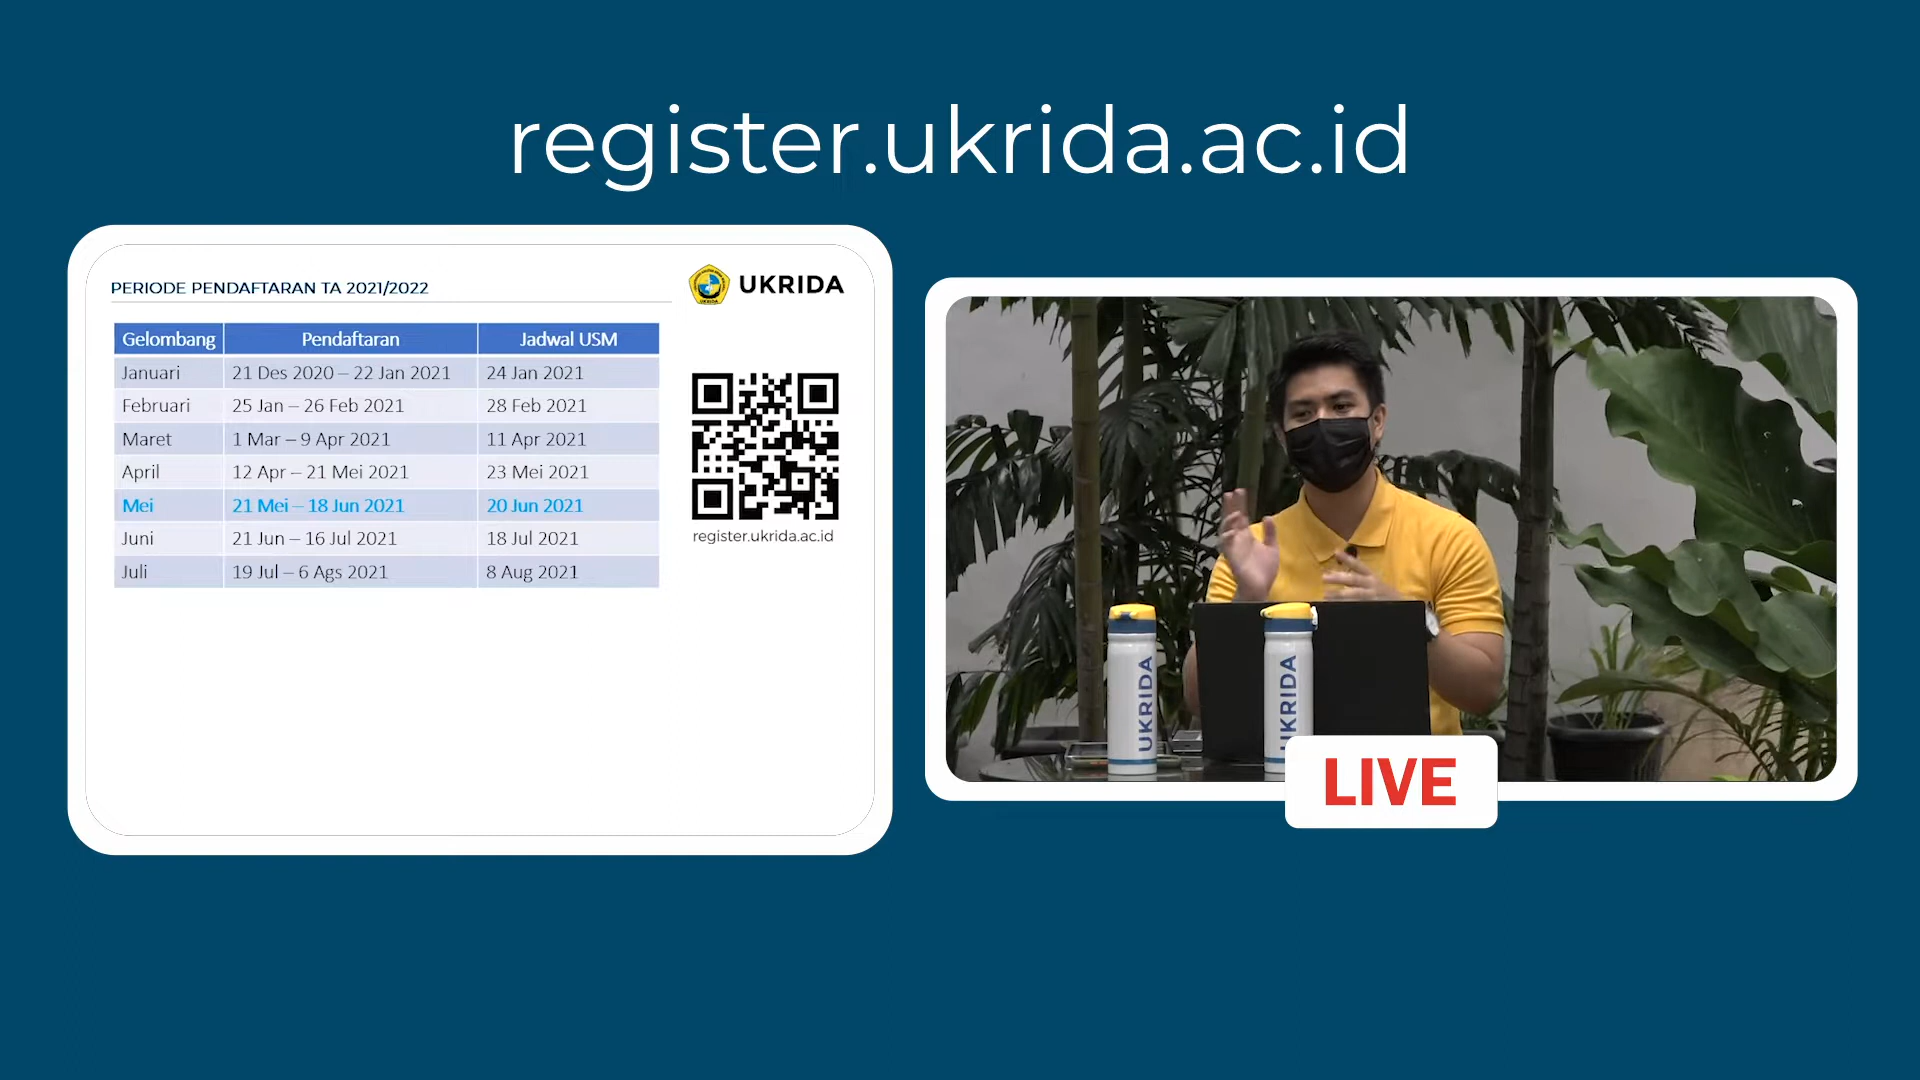 register.ukrida.ac.id
PERIODE PENDAFTARAN TA 2021/2022
UKRIDA
Gelombang Pendaftaran Jadwal USM
Januari 21 Des 2020 – 22 Jan 2021 24 Jan 2021
Februari 25 Jan – 26 Feb 2021 28 Feb 2021
Maret 1 Mar – 9 Apr 2021 11 Apr 2021
April 12 Apr – 21 Mei 2021 23 Mei 2021
Mei 21 Mei – 18 Jun 2021 20 Jun 2021
Juni 21 Jun – 16 Jul 2021 18 Jul 2021
Juli 19 Jul – 6 Ags 2021 8 Aug 2021
register.ukrida.ac.id
UKRIDA
UKRIDA
LIVE